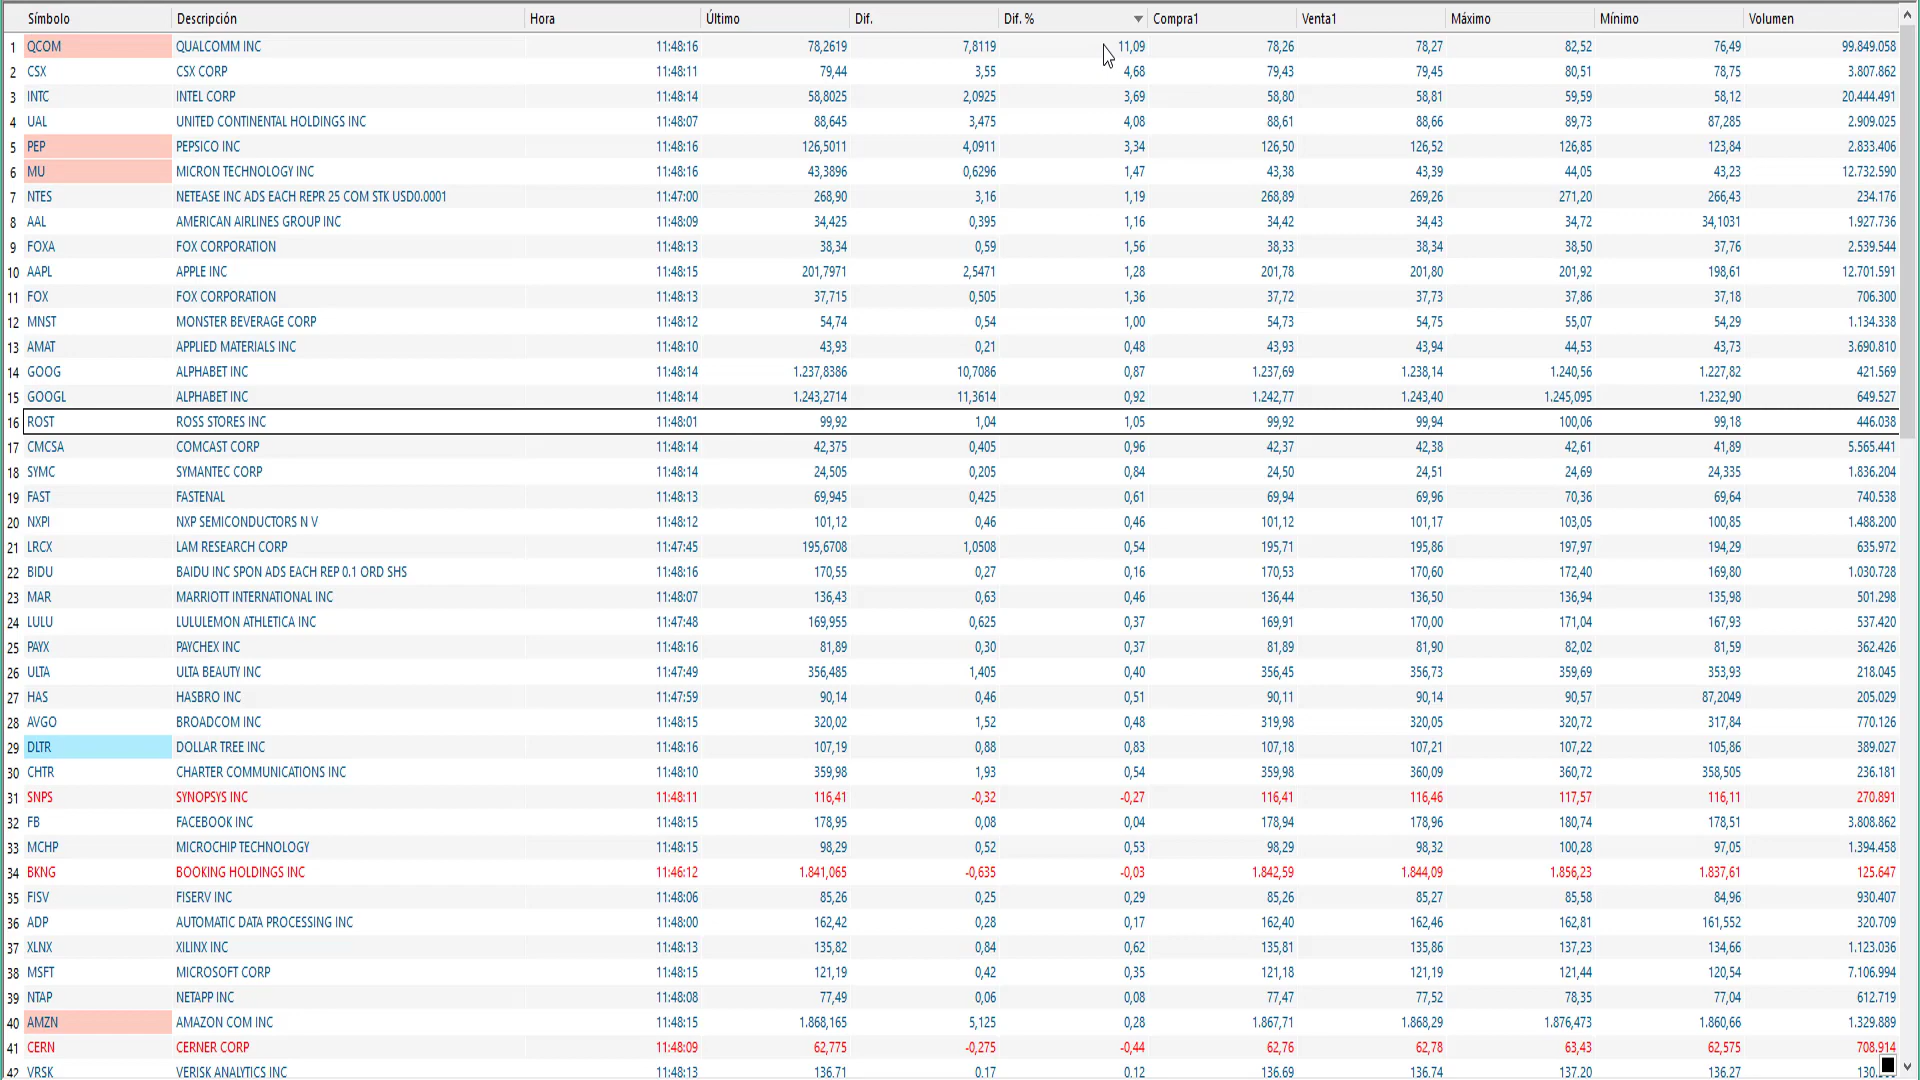 Símbolo Descripción Hora Último Dif. Dif. % Compra1 Venta1 Máximo Mínimo Volumen
1 QCOM QUALCOMM INC 11:48:16 78,2619 7,8119 11,09 78,26 78,27 82,52 76,49 99.849.058
2 CSX CSX CORP 11:48:11 79,44 3,55 4,68 79,43 79,45 80,51 78,75 3.807.862
3 INTC INTEL CORP 11:48:14 58,8025 2,0925 3,69 58,80 58,81 59,59 58,12 20.444.491
4 UAL UNITED CONTINENTAL HOLDINGS INC 11:48:07 88,645 3,475 4,08 88,61 88,66 89,73 87,285 2.909.025
5 PEP PEPSICO INC 11:48:16 126,5011 4,0911 3,34 126,50 126,52 126,85 123,84 2.833.406
6 MU MICRON TECHNOLOGY INC 11:48:16 43,3896 0,6296 1,47 43,38 43,39 44,05 43,23 12.732.590
7 NTES NETEASE INC ADS EACH REPR 25 COM STK USD0.0001 11:47:00 268,90 3,16 1,19 268,89 269,26 271,20 266,43 234.176
8 AAL AMERICAN AIRLINES GROUP INC 11:48:09 34,425 0,395 1,16 34,42 34,43 34,72 34,1031 1.927.736
9 FOXA FOX CORPORATION 11:48:13 38,34 0,59 1,56 38,33 38,34 38,50 37,76 2.539.544
10 AAPL APPLE INC 11:48:15 201,7971 2,5471 1,28 201,78 201,80 201,92 198,61 12.701.591
11 FOX FOX CORPORATION 11:48:13 37,715 0,505 1,36 37,72 37,73 37,86 37,18 706.300
12 MNST MONSTER BEVERAGE CORP 11:48:12 54,74 0,54 1,00 54,73 54,75 55,07 54,29 1.134.338
13 AMAT APPLIED MATERIALS INC 11:48:10 43,93 0,21 0,48 43,93 43,94 44,53 43,73 3.690.810
14 GOOG ALPHABET INC 11:48:14 1.237,8386 10,7086 0,87 1.237,69 1.238,14 1.240,56 1.227,82 421.569
15 GOOGL ALPHABET INC 11:48:14 1.243,2714 11,3614 0,92 1.242,77 1.243,40 1.245,095 1.232,90 649.527
16 ROST ROSS STORES INC 11:48:01 99,92 1,04 1,05 99,92 99,94 100,06 99,18 446.038
17 CMCSA COMCAST CORP 11:48:14 42,375 0,405 0,96 42,37 42,38 42,61 41,89 5.565.441
18 SYMC SYMANTEC CORP 11:48:14 24,505 0,205 0,84 24,50 24,51 24,69 24,335 1.836.204
19 FAST FASTENAL 11:48:13 69,945 0,425 0,61 69,94 69,96 70,36 69,64 740.538
20 NXPI NXP SEMICONDUCTORS N V 11:48:12 101,12 0,46 0,46 101,12 101,17 103,05 100,85 1.488.200
21 LRCX LAM RESEARCH CORP 11:47:45 195,6708 1,0508 0,54 195,71 195,86 197,97 194,29 635.972
22 BIDU BAIDU INC SPON ADS EACH REP 0.1 ORD SHS 11:48:16 170,55 0,27 0,16 170,53 170,60 172,40 169,80 1.030.728
23 MAR MARRIOTT INTERNATIONAL INC 11:48:07 136,43 0,63 0,46 136,44 136,50 136,94 135,98 501.298
24 LULU LULULEMON ATHLETICA INC 11:47:48 169,955 0,625 0,37 169,91 170,00 171,04 167,93 537.420
25 PAYX PAYCHEX INC 11:48:16 81,89 0,30 0,37 81,89 81,90 82,02 81,59 362.426
26 ULTA ULTA BEAUTY INC 11:47:49 356,485 1,405 0,40 356,45 356,73 359,69 353,93 218.045
27 HAS HASBRO INC 11:47:59 90,14 0,46 0,51 90,11 90,14 90,57 87,2049 205.029
28 AVGO BROADCOM INC 11:48:15 320,02 1,52 0,48 319,98 320,05 320,72 317,84 770.126
29 DLTR DOLLAR TREE INC 11:48:16 107,19 0,88 0,83 107,18 107,21 107,22 105,86 389.027
30 CHTR CHARTER COMMUNICATIONS INC 11:48:10 359,98 1,93 0,54 359,98 360,09 360,72 358,505 236.181
31 SNPS SYNOPSYS INC 11:48:11 116,41 -0,32 -0,27 116,41 116,46 117,57 116,11 270.891
32 FB FACEBOOK INC 11:48:15 178,95 0,08 0,04 178,94 178,96 180,74 178,51 3.808.862
33 MCHP MICROCHIP TECHNOLOGY 11:48:15 98,29 0,52 0,53 98,29 98,32 100,28 97,05 1.394.458
34 BKNG BOOKING HOLDINGS INC 11:46:12 1.841,065 -0,635 -0,03 1.842,59 1.844,09 1.856,23 1.837,61 125.647
35 FISV FISERV INC 11:48:06 85,26 0,25 0,29 85,26 85,27 85,58 84,96 930.407
36 ADP AUTOMATIC DATA PROCESSING INC 11:48:00 162,42 0,28 0,17 162,40 162,46 162,81 161,552 320.709
37 XLNX XILINX INC 11:48:13 135,82 0,84 0,62 135,81 135,86 137,23 134,66 1.123.036
38 MSFT MICROSOFT CORP 11:48:15 121,19 0,42 0,35 121,18 121,19 121,44 120,54 7.106.994
39 NTAP NETAPP INC 11:48:08 77,49 0,06 0,08 77,47 77,52 78,35 77,04 612.719
40 AMZN AMAZON COM INC 11:48:15 1.868,165 5,125 0,28 1.867,71 1.868,29 1.876,473 1.860,66 1.329.889
41 CERN CERNER CORP 11:48:09 62,775 -0,275 -0,44 62,76 62,78 63,43 62,575 708.914
42 VRSK VERISK ANALYTICS INC 11:48:13 136,71 0,17 0,12 136,69 136,74 137,20 136,27